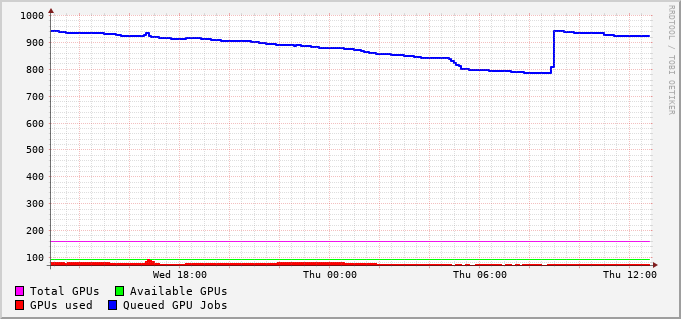 1000
900
800
700
600
500
400
300
200
100
Wed 18:00 Thu 00:00 Thu 06:00 Thu 12:00
Total GPUs Available GPUs
GPUs used Queued GPU Jobs
RRDTOOL / TOBI OETIKER